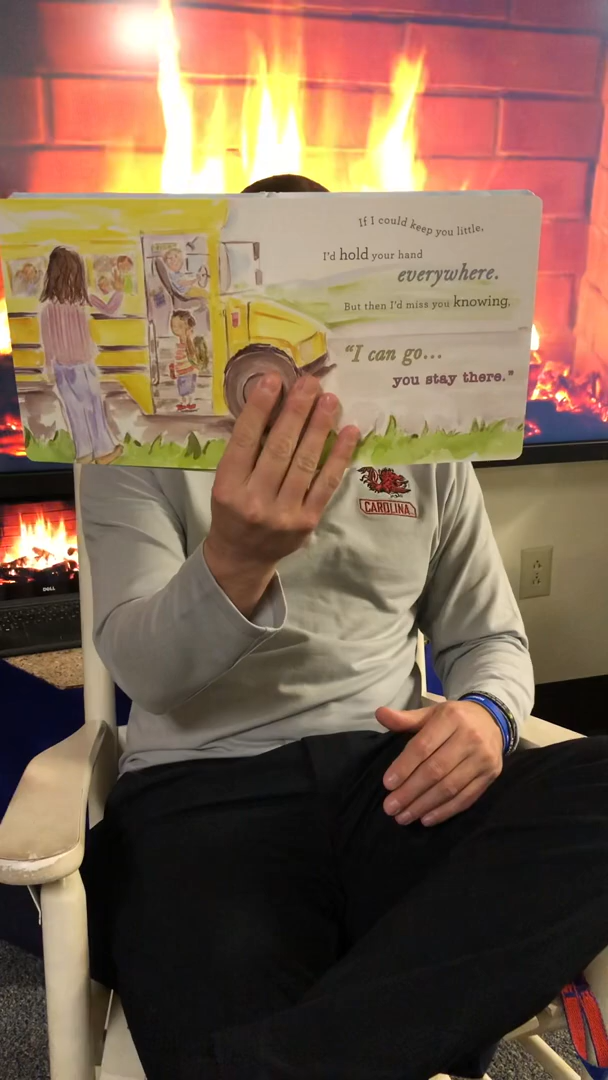 If I could keep you little,
I'd hold your hand
everywhere.
But then I'd miss you knowing,
"I can go...
you stay there."
CAROLINA
DELL